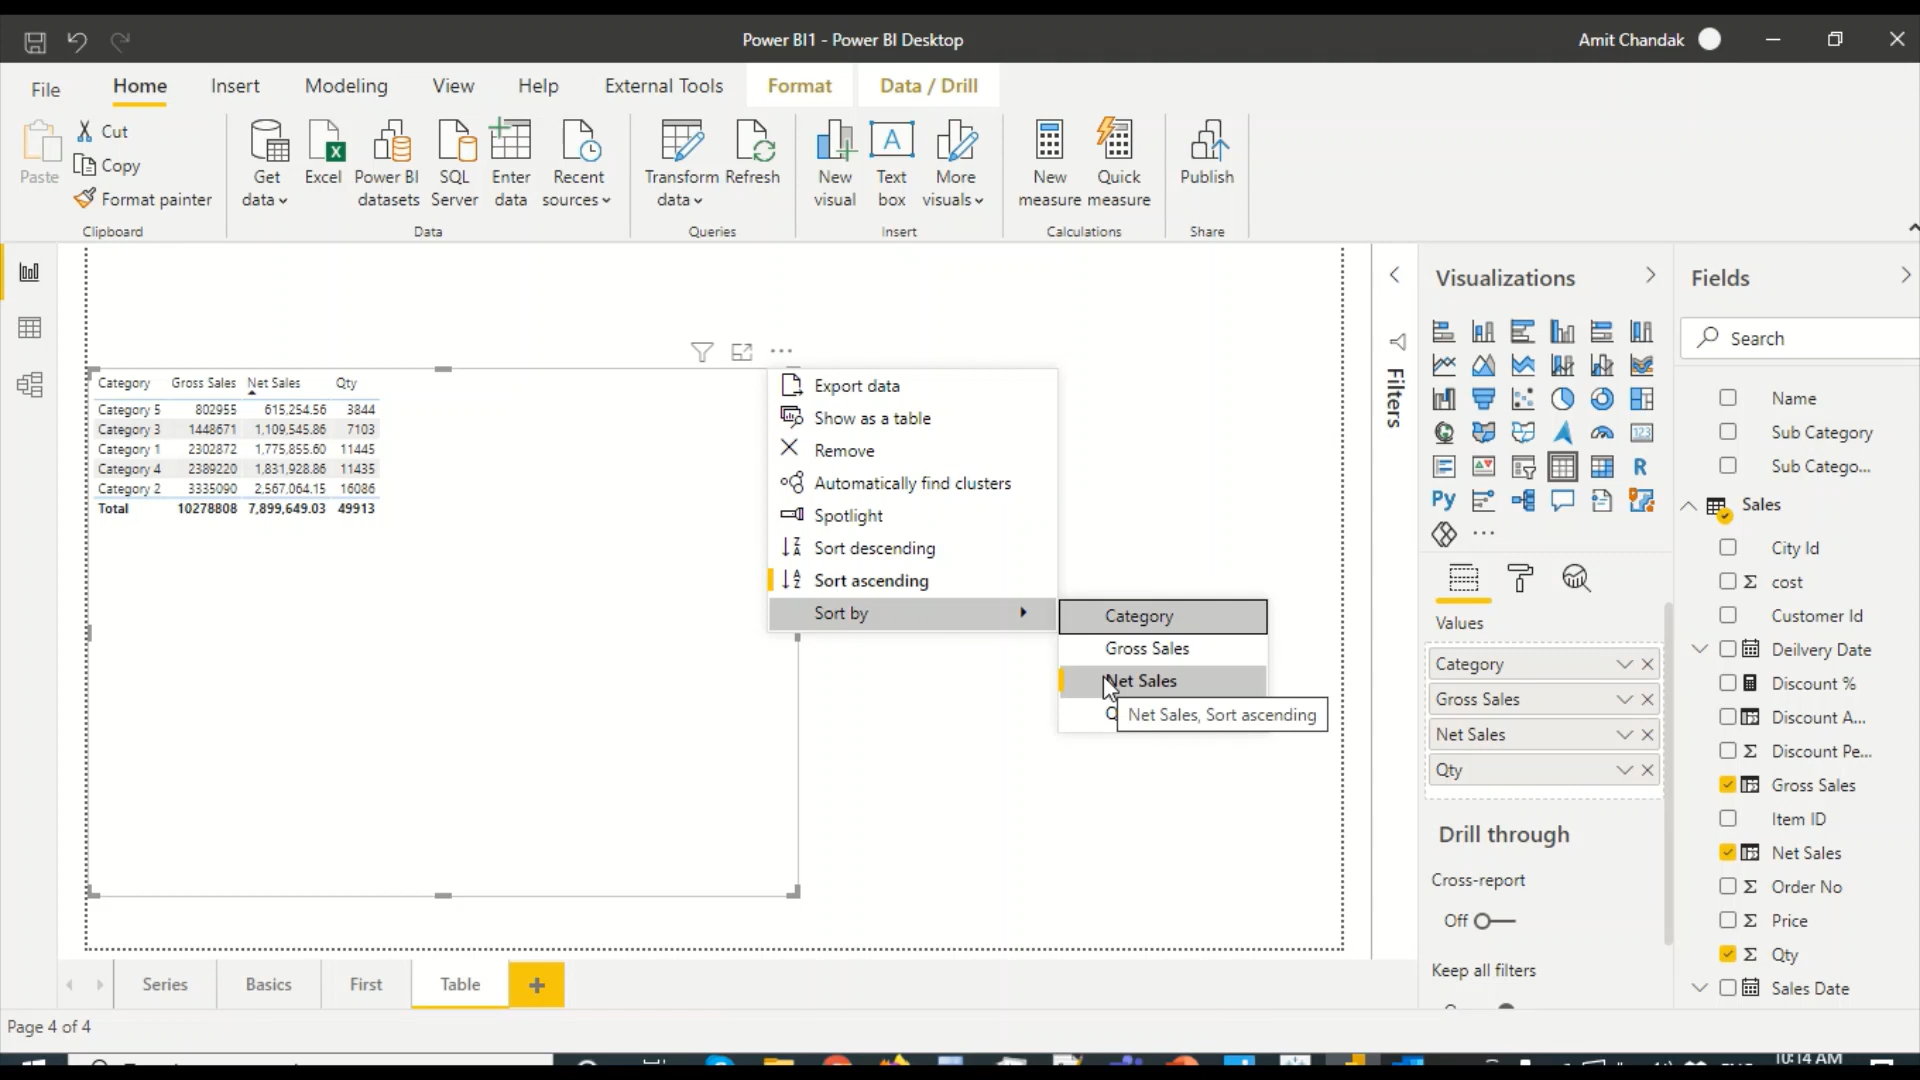 Power BI1 - Power BI Desktop
Amit Chandak
File Home Insert Modeling View Help External Tools Format Data / Drill
Paste
Cut
Copy
Format painter
Clipboard
Get data
Excel
Power BI datasets
SQL Server
Enter data
Recent sources
Data
Transform data
Refresh
Queries
New visual
Text box
More visuals
Insert
New measure
Quick measure
Calculations
Publish
Share
Category Gross Sales Net Sales Qty
Category 5 802955 615,254.56 3844
Category 3 1448671 1,109,545.86 7103
Category 1 2302872 1,775,855.60 11445
Category 4 2389220 1,831,928.86 11435
Category 2 3335090 2,567,064.15 16086
Total 10278808 7,899,649.03 49913
Export data
Show as a table
Remove
Automatically find clusters
Spotlight
Sort descending
Sort ascending
Sort by
Category
Gross Sales
Net Sales
Net Sales, Sort ascending
Filters
Visualizations
123
R
Py
Values
Category
Gross Sales
Net Sales
Qty
Drill through
Cross-report
Off
Keep all filters
Fields
Search
Name
Sub Category
Sub Catego...
Sales
City Id
cost
Customer Id
Deilvery Date
Discount %
Discount A...
Discount Pe...
Gross Sales
Item ID
Net Sales
Order No
Price
Qty
Sales Date
Series Basics First Table +
Page 4 of 4
10:14 AM